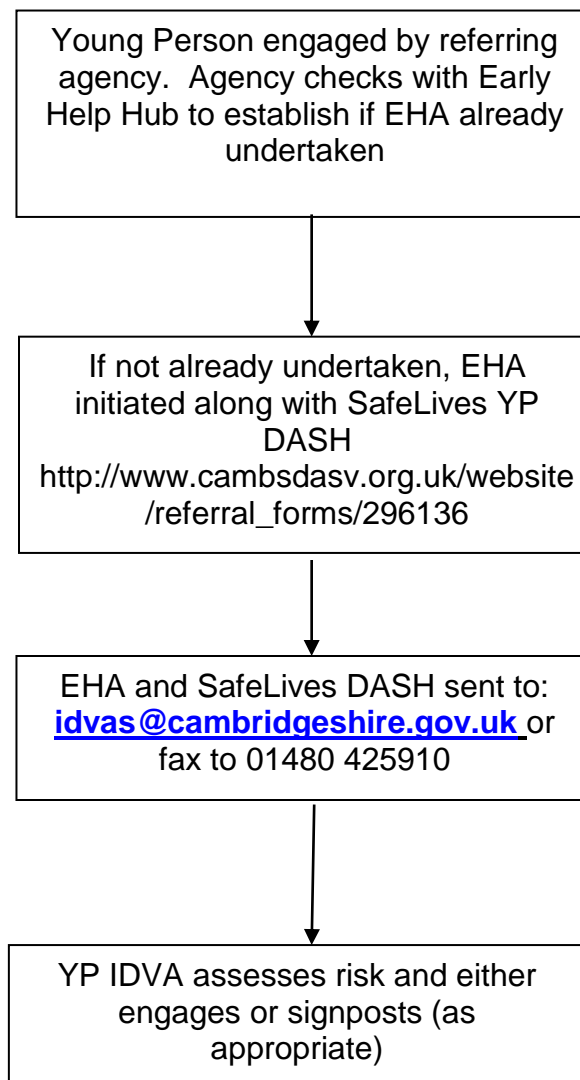 Young Person engaged by referring
agency.  Agency checks with Early
Help Hub to establish if EHA already
undertaken
If not already undertaken, EHA
initiated along with SafeLives YP
DASH
http://www.cambsdasv.org.uk/website
/referral_forms/296136
EHA and SafeLives DASH sent to:
idvas@cambridgeshire.gov.uk or
fax to 01480 425910
YP IDVA assesses risk and either
engages or signposts (as
appropriate)